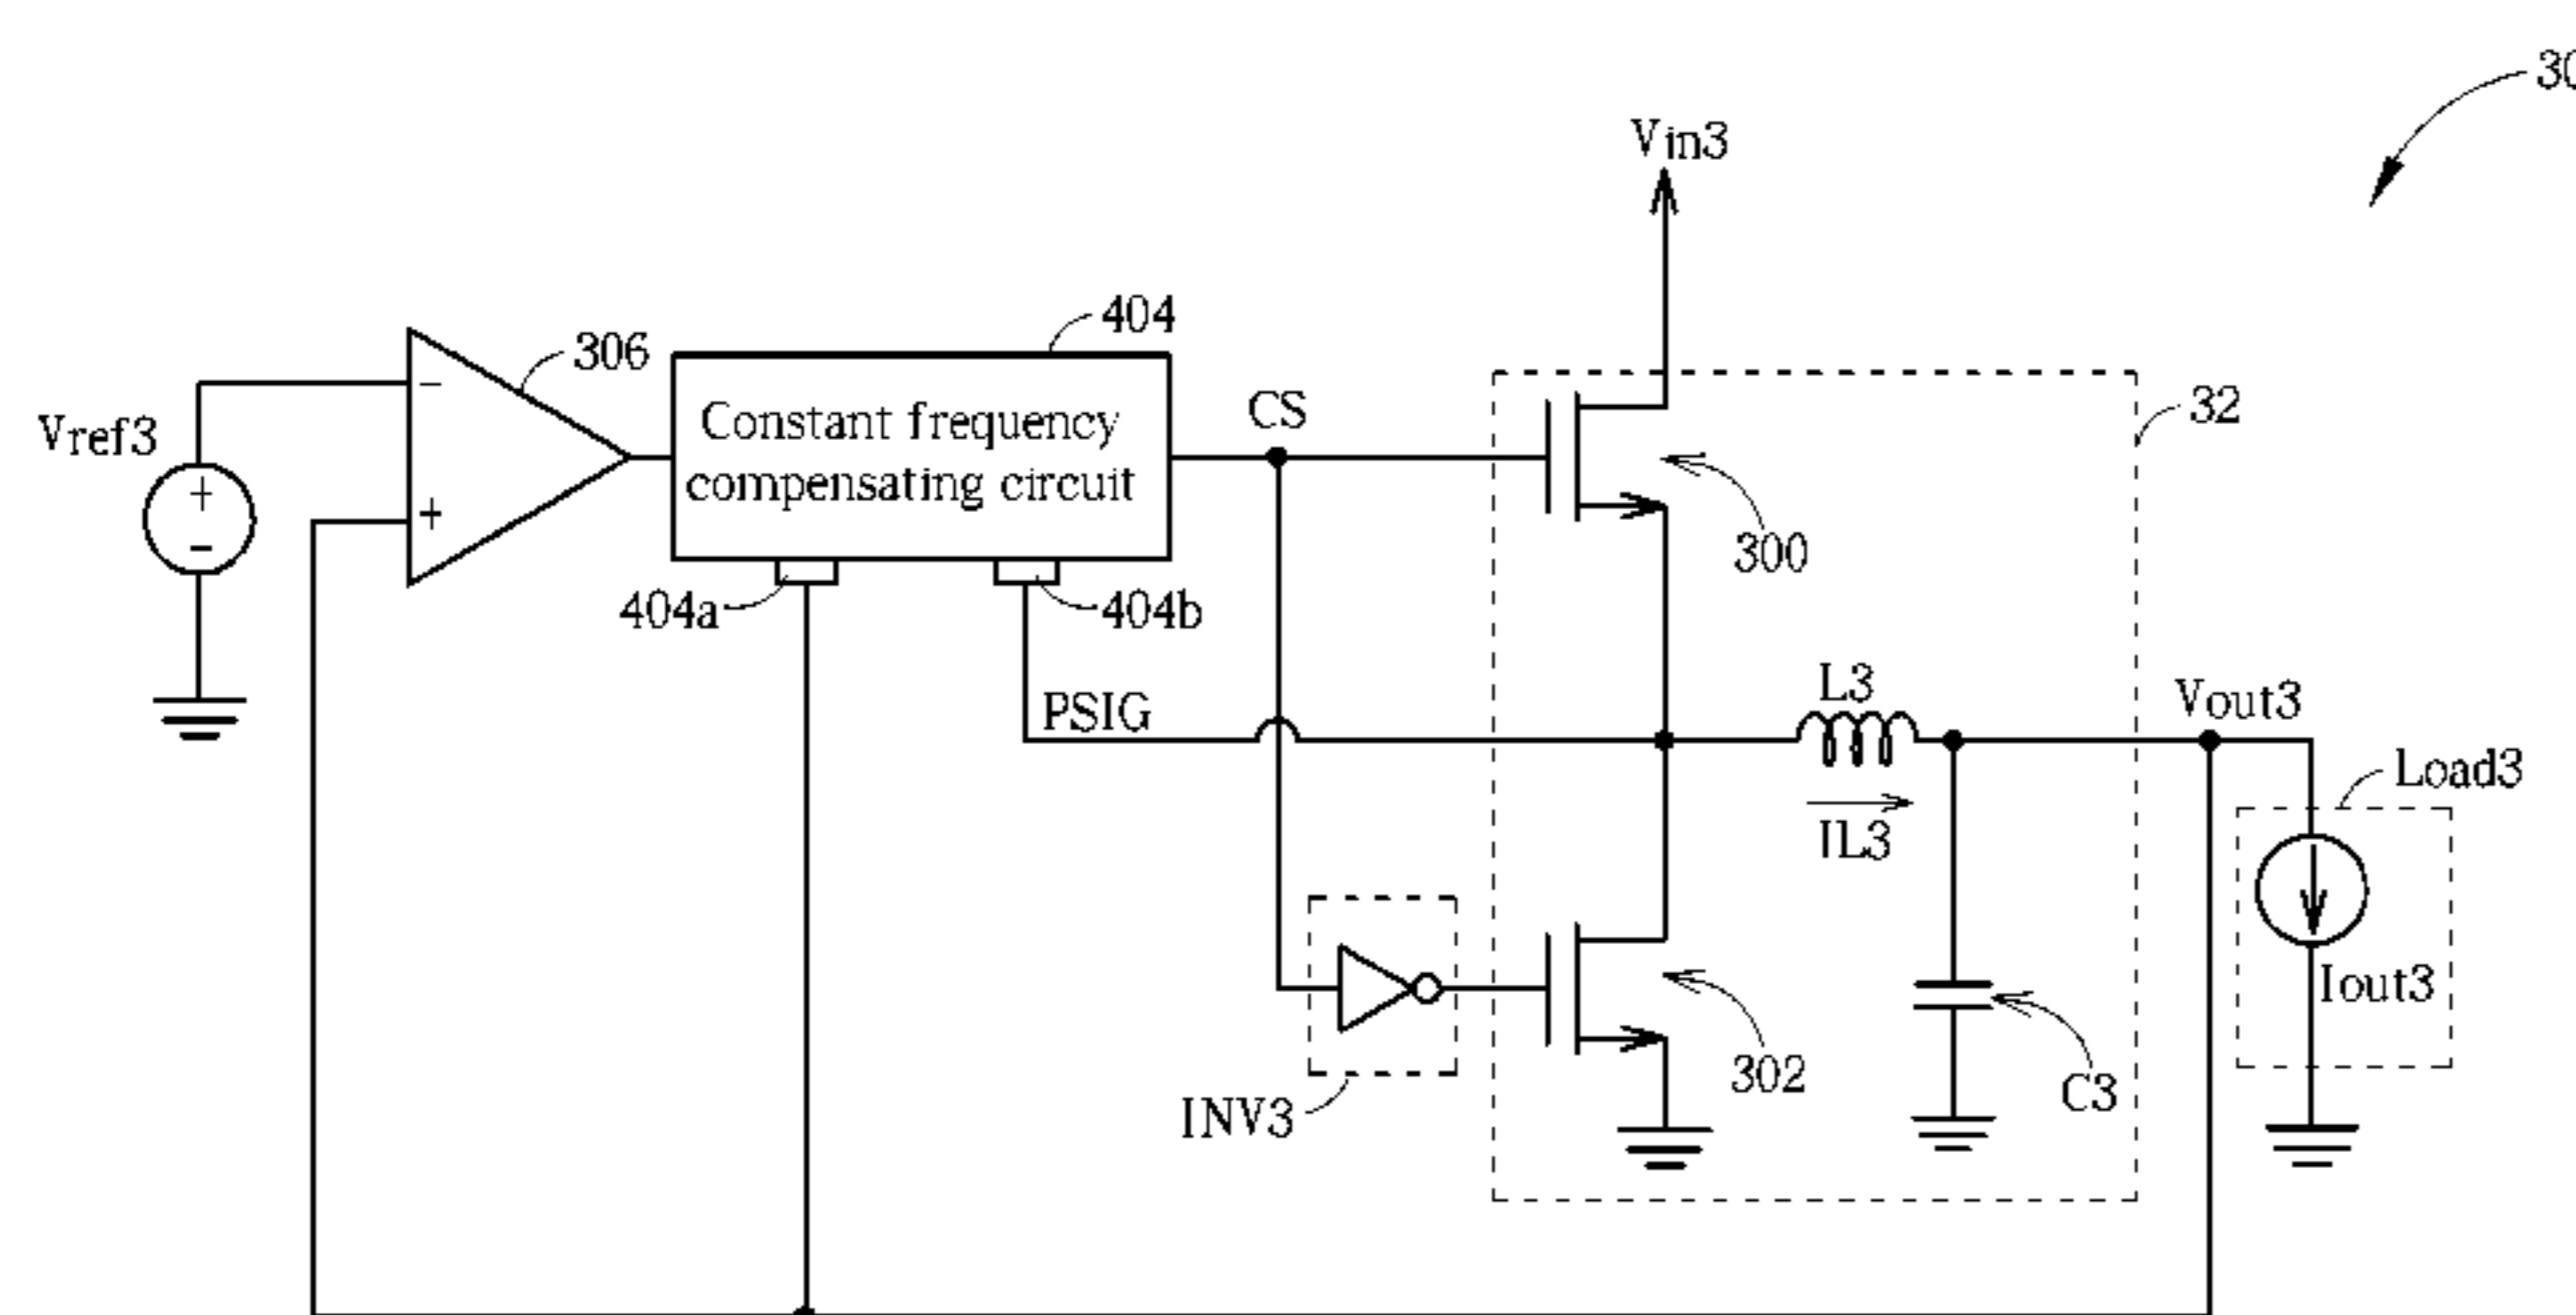 30
Vin3
404
306
Constant frequency
compensating circuit
CS
32
Vref3
−
+
+
−
300
404a
404b
PSIG
L3
Vout3
IL3
Load3
Iout3
302
C3
INV3